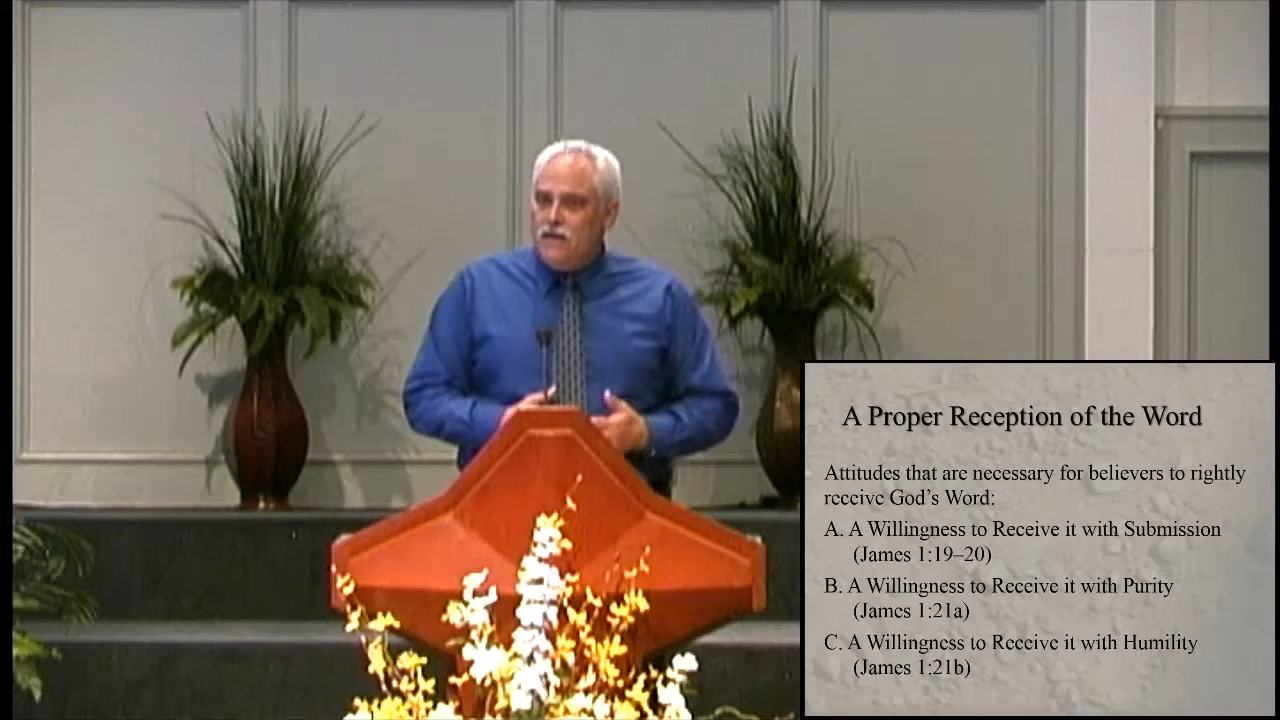 A Proper Reception of the Word
Attitudes that are necessary for believers to rightly
receive God's Word:
A. A Willingness to Receive it with Submission
(James 1:19–20)
B. A Willingness to Receive it with Purity
(James 1:21a)
C. A Willingness to Receive it with Humility
(James 1:21b)